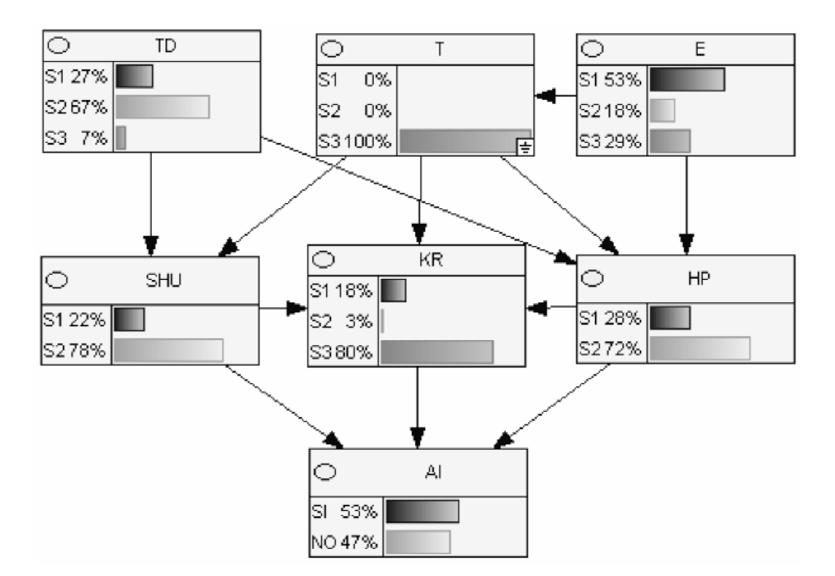 TD
S1 27%
S2 67%
S3 7%
T
S1 0%
S2 0%
S3 100%
E
S1 53%
S2 18%
S3 29%
SHU
S1 22%
S2 78%
KR
S1 18%
S2 3%
S3 80%
HP
S1 28%
S2 72%
AI
SI 53%
NO 47%